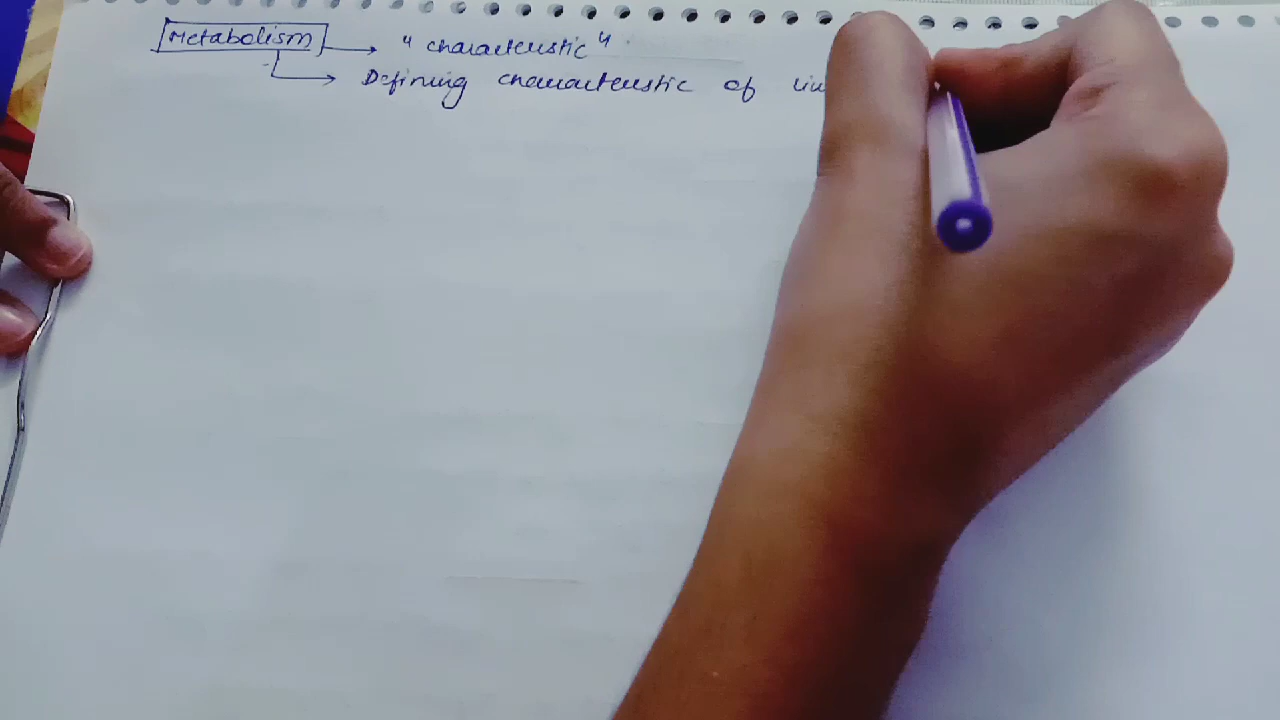 Metabolism → "characteristic"
→ Defining characteristic of